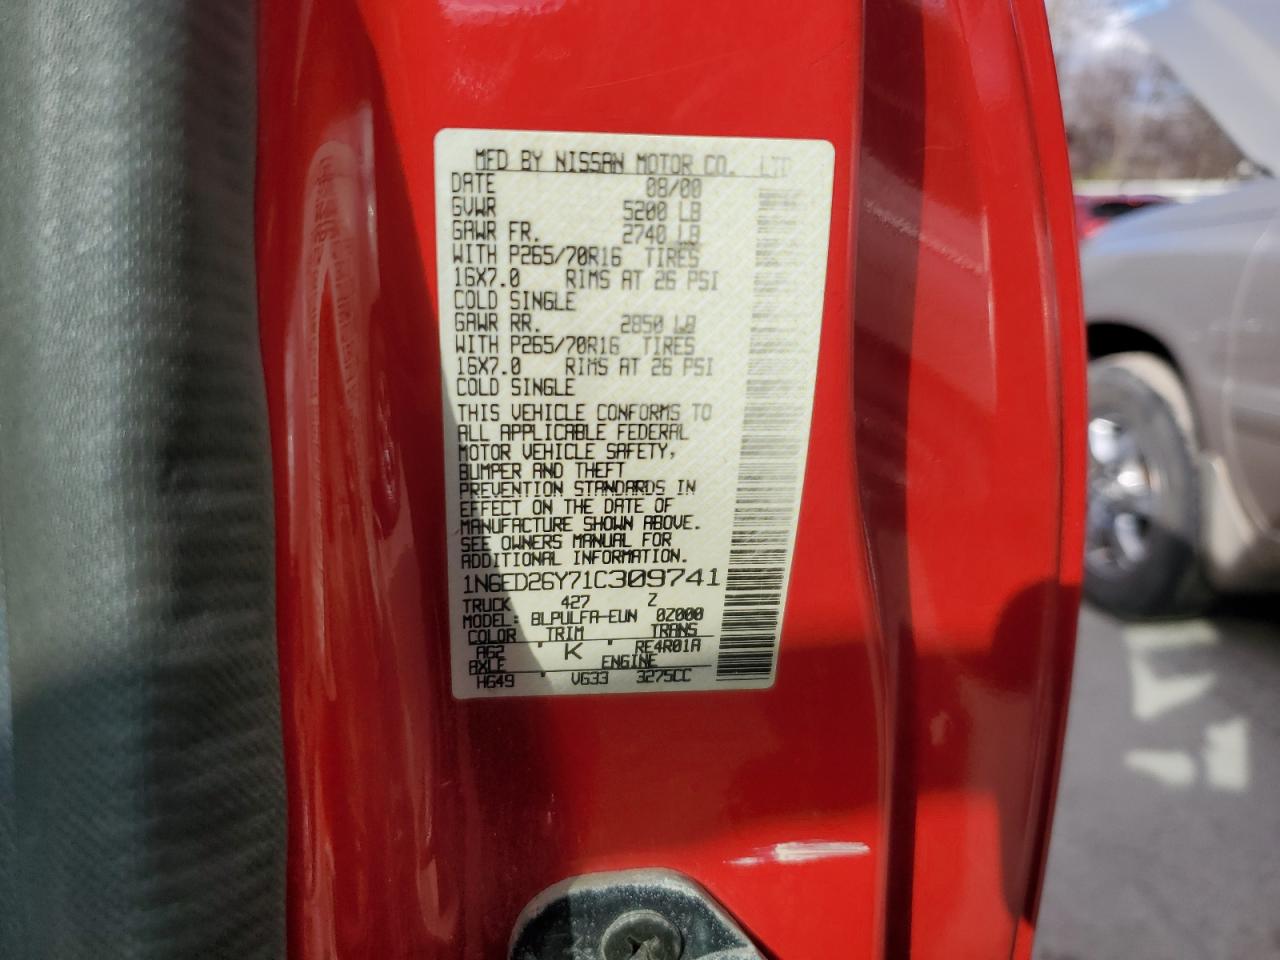 MFD BY NISSAN MOTOR CO. LTD
DATE 08/00
GVWR 5200 LB
GAWR FR. 2740 LB
WITH P265/70R16 TIRES
16X7.0 RIMS AT 26 PSI
COLD SINGLE
GAWR RR. 2850 LB
WITH P265/70R16 TIRES
16X7.0 RIMS AT 26 PSI
COLD SINGLE
THIS VEHICLE CONFORMS TO
ALL APPLICABLE FEDERAL
MOTOR VEHICLE SAFETY,
BUMPER AND THEFT
PREVENTION STANDARDS IN
EFFECT ON THE DATE OF
MANUFACTURE SHOWN ABOVE.
SEE OWNERS MANUAL FOR
ADDITIONAL INFORMATION.
1N6ED26Y71C309741
TRUCK 427 Z
MODEL: BLPULFA-EUN 0Z000
COLOR TRIM TRANS
AG2 ' K ' RE4R01A
AXLE ENGINE
HG49 ' VG33 3275CC